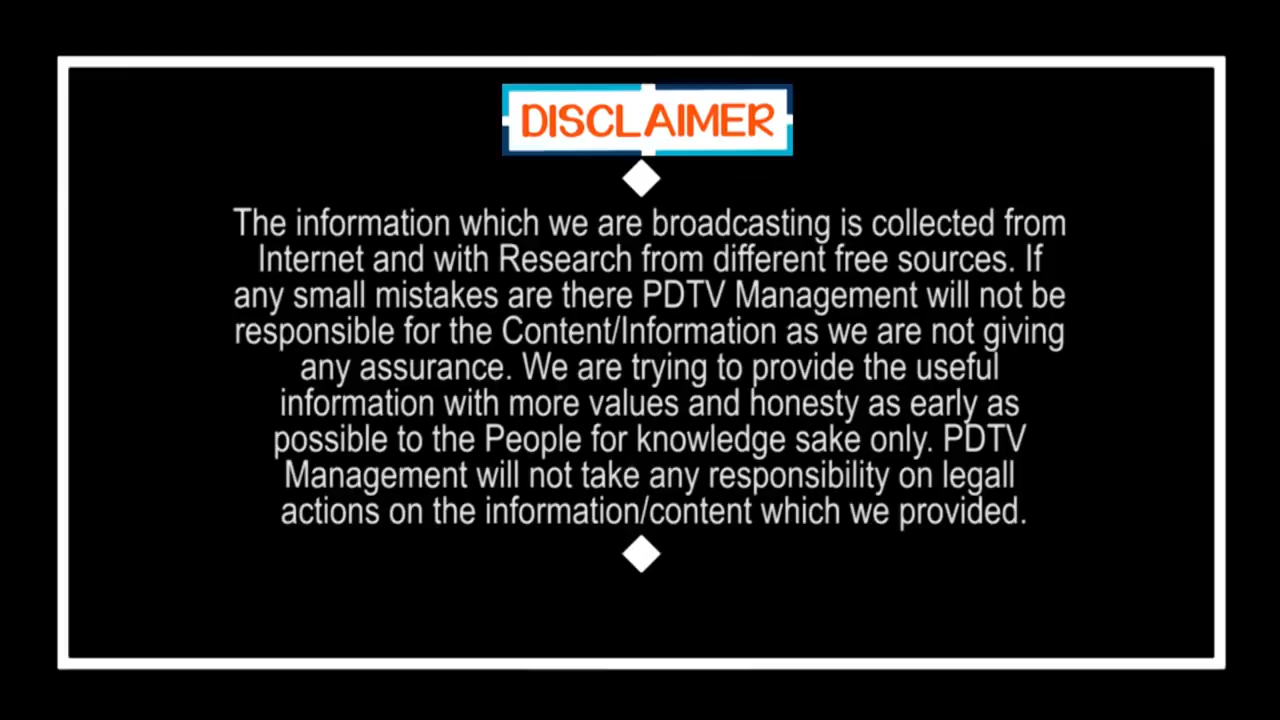 DISCLAIMER
The information which we are broadcasting is collected from
Internet and with Research from different free sources. If
any small mistakes are there PDTV Management will not be
responsible for the Content/Information as we are not giving
any assurance. We are trying to provide the useful
information with more values and honesty as early as
possible to the People for knowledge sake only. PDTV
Management will not take any responsibility on legall
actions on the information/content which we provided.